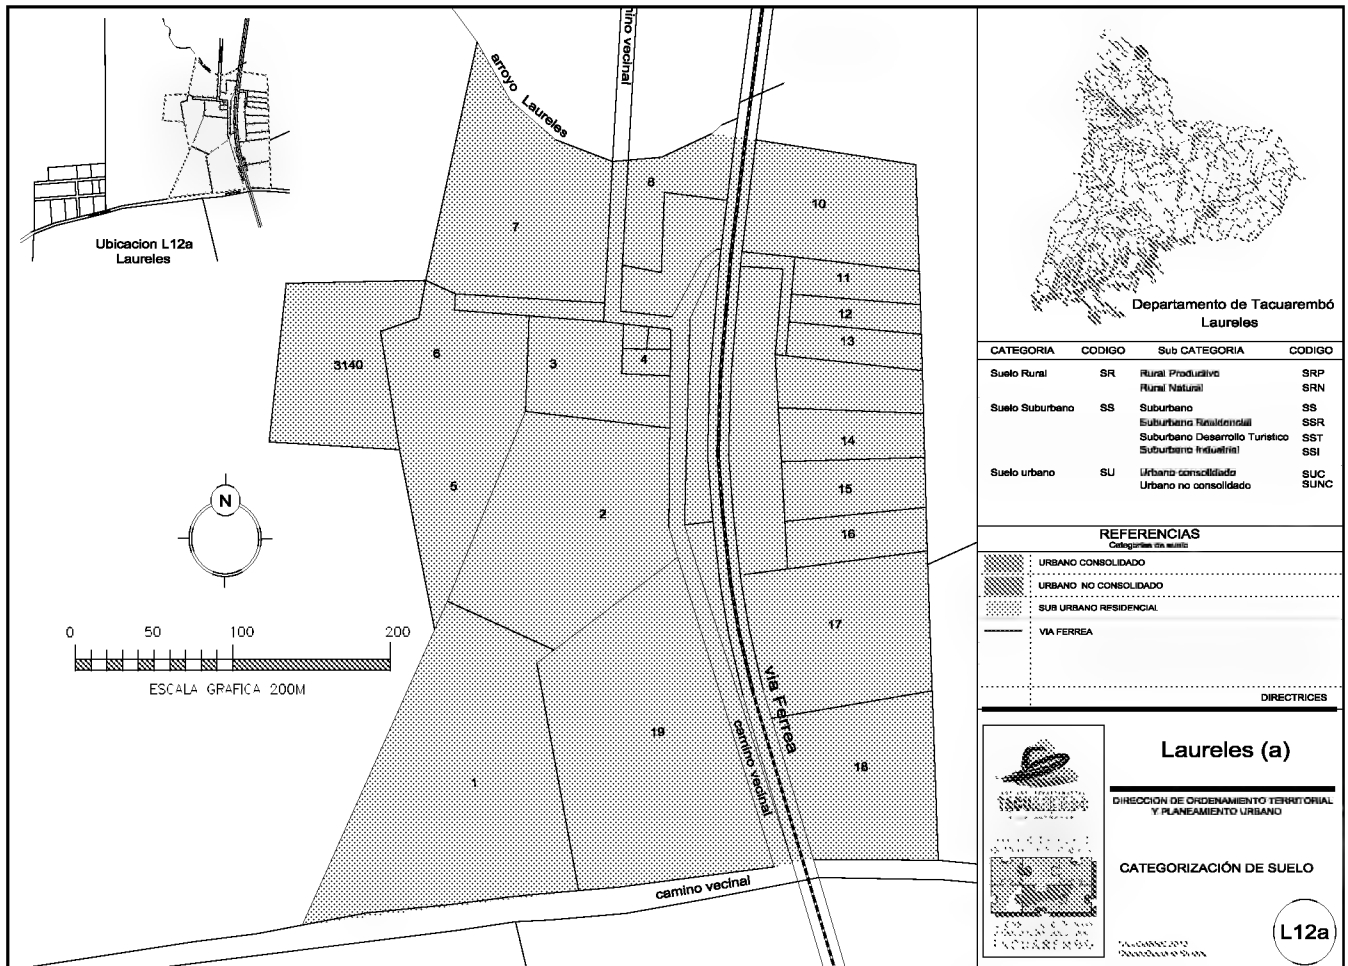 Ubicacion L12a
Laureles
arroyo Laureles
camino vecinal
7
8
10
11
12
13
3140
6
3
4
14
5
2
15
16
17
19
18
1
via Ferrea
camino vecinal
camino vecinal
N
0 50 100 200
ESCALA GRAFICA 200M
Departamento de Tacuarembó
Laureles
CATEGORIA CODIGO Sub CATEGORIA CODIGO
Suelo Rural SR Rural Productivo SRP
Rural Natural SRN
Suelo Suburbano SS Suburbano SS
Suburbano Residencial SSR
Suburbano Desarrollo Turistico SST
Suburbano Industrial SSI
Suelo urbano SU Urbano consolidado SUC
Urbano no consolidado SUNC
REFERENCIAS
Categorias de suelo
URBANO CONSOLIDADO
URBANO NO CONSOLIDADO
SUB URBANO RESIDENCIAL
VIA FERREA
DIRECTRICES
Laureles (a)
DIRECCION DE ORDENAMIENTO TERRITORIAL
Y PLANEAMIENTO URBANO
CATEGORIZACIÓN DE SUELO
L12a
TACUAREMBO
TACUAREMBO